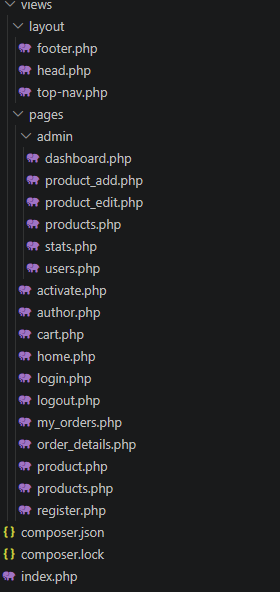 views
layout
footer.php
head.php
top-nav.php
pages
admin
dashboard.php
product_add.php
product_edit.php
products.php
stats.php
users.php
activate.php
author.php
cart.php
home.php
login.php
logout.php
my_orders.php
order_details.php
product.php
products.php
register.php
{} composer.json
{} composer.lock
index.php